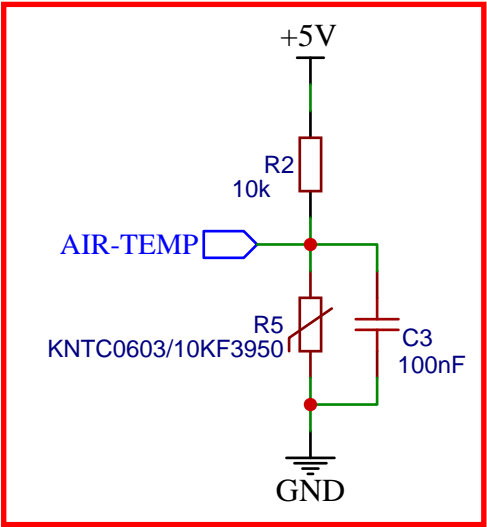 +5V
R2
10k
AIR-TEMP
R5
KNTC0603/10KF3950
C3
100nF
GND